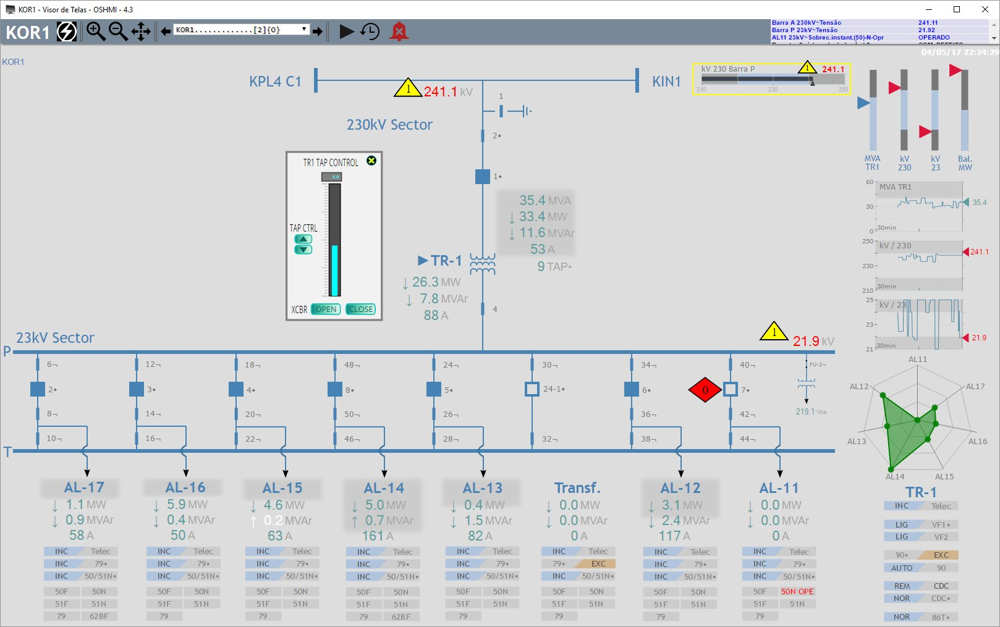 KOR1 - Visor de Telas - OSHMI - 4.3
KOR1
KOR1.............[2]{0}
Barra A 230kV~Tensão 241.11
Barra P 23kV~Tensão 21.92
AL11 23kV~Sobrec.instant.(50)-N-Opr OPERADO
04/05/17 22:24:29
KOR1
KPL4 C1
1
241.1 kV
KIN1
kV 230 Barra P
1
241.1
210 230 250
230kV Sector
1
2•
1•
TR1 TAP CONTROL
9.0
TAP CTRL
XCBR OPEN CLOSE
35.4 MVA
↓ 33.4 MW
↓ 11.6 MVAr
53 A
9 TAP•
TR-1
↓ 26.3 MW
↓ 7.8 MVAr
88 A
4
MVA TR1
kV 230
kV 23
Bal. MW
60
MVA TR1
30
35.4
0
30min
250
kV / 230
241.1
230
210
30min
25
kV / 23
23
21.9
21
30min
23kV Sector
1
21.9 kV
P
6¬ 12¬ 18¬ 48¬ 24¬ 30¬ 34¬ 40¬ FU-2¬
2• 3• 4• 8• 5• 24-1• 6• 0 7•
8¬ 14¬ 20¬ 50¬ 26¬ 36¬ 42¬ 219.1 Vca
10¬ 16¬ 22¬ 46¬ 28¬ 32¬ 38¬ 44¬
T
AL11
AL12 AL17
AL13 AL16
AL14 AL15
AL-17 AL-16 AL-15 AL-14 AL-13 Transf. AL-12 AL-11
↓ 1.1 MW ↓ 5.9 MW ↓ 4.6 MW ↓ 5.0 MW ↓ 0.4 MW ↓ 0.0 MW ↓ 3.1 MW ↓ 0.0 MW
↓ 0.9 MVAr ↓ 0.4 MVAr ↑ 0.2 MVAr ↑ 0.7 MVAr ↓ 1.5 MVAr ↓ 0.0 MVAr ↓ 2.4 MVAr ↓ 0.0 MVAr
58 A 50 A 63 A 161 A 82 A 0 A 117 A 0 A
INC Telec INC Telec INC Telec INC Telec INC Telec INC Telec INC Telec INC Telec
INC 79• INC 79• INC 79• INC 79• INC 79• 79• EXC INC 79• INC 79•
INC 50/51N• INC 50/51N• INC 50/51N• INC 50/51N• INC 50/51N• INC 50/51N• INC 50/51N• INC 50/51N•
50F 50N 50F 50N 50F 50N 50F 50N 50F 50N 50F 50N 50F 50N 50F 50N OPE
51F 51N 51F 51N 51F 51N 51F 51N 51F 51N 51F 51N 51F 51N 51F 51N
79 62BF 79 79 79 62BF 79 79 79 79
TR-1
INC Telec
LIG VF1•
LIG VF2
90• EXC
AUTO 90
REM CDC
NOR CDC•
NOR 86T•